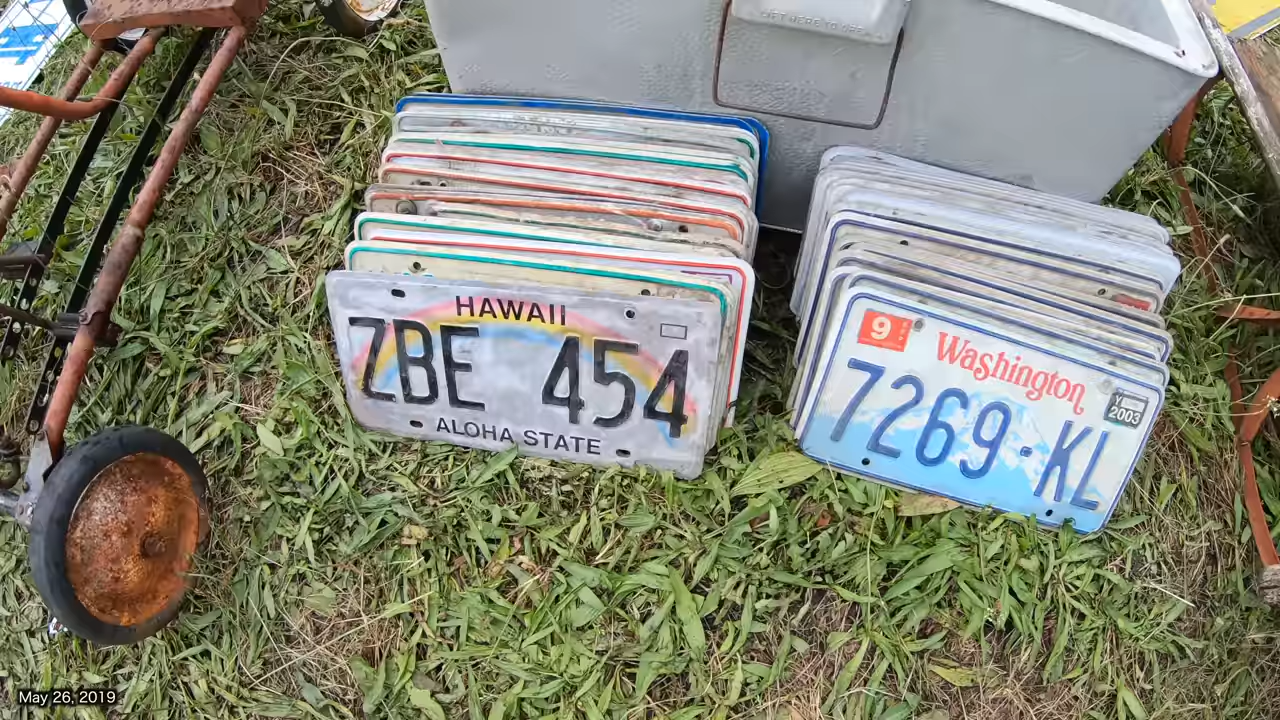 HAWAII
ZBE 454
ALOHA STATE
9
Washington
2003
7269·KL
May 26, 2019